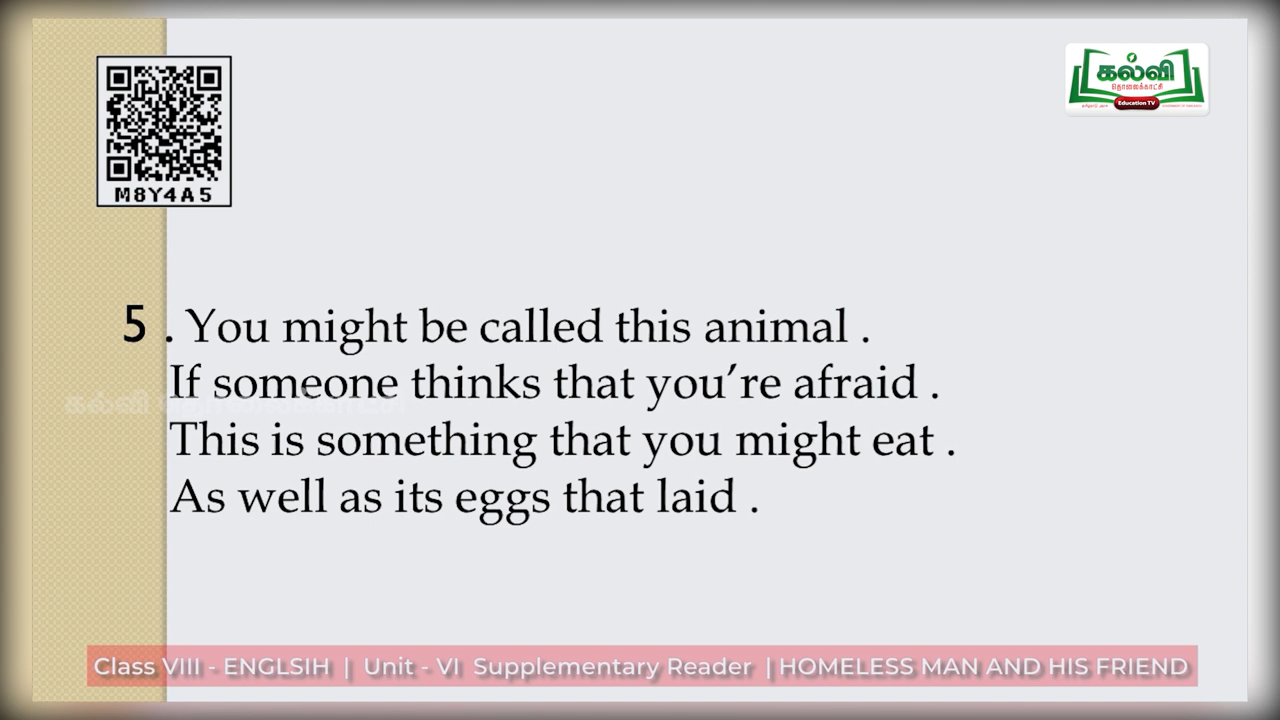 கல்வி
தொலைக்காட்சி
Education TV
M8Y4A5
5 . You might be called this animal .
If someone thinks that you’re afraid .
கல்வி தொலைக்காட்சி
This is something that you might eat .
As well as its eggs that laid .
Class VIII - ENGLSIH | Unit - VI Supplementary Reader | HOMELESS MAN AND HIS FRIEND